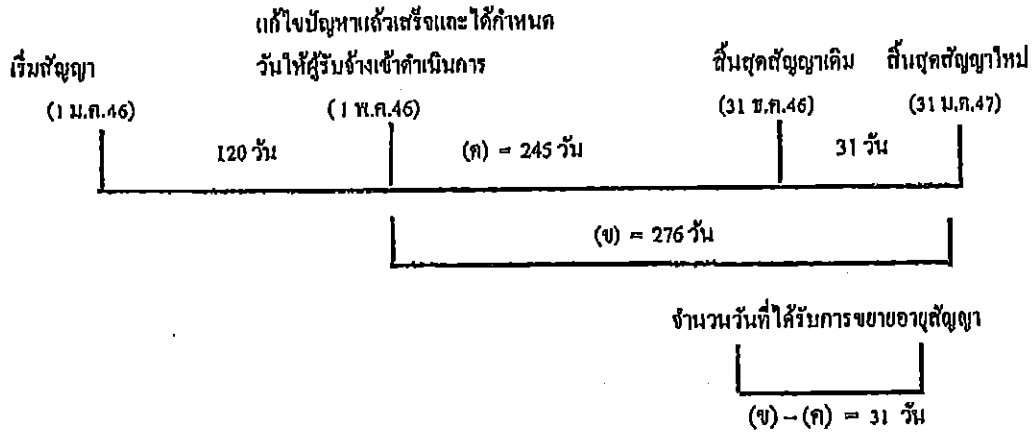 แก้ไขปัญหาแล้วเสร็จและได้กำหนด
เริ่มสัญญา วันให้ผู้รับจ้างเข้าดำเนินการ สิ้นสุดสัญญาเดิม สิ้นสุดสัญญาใหม่
(1 ม.ค.46) (1 พ.ค.46) (31 ธ.ค.46) (31 ม.ค.47)
120 วัน (ค) = 245 วัน 31 วัน
(ข) = 276 วัน
จำนวนวันที่ได้รับการขยายอายุสัญญา
(ข) – (ค) = 31 วัน